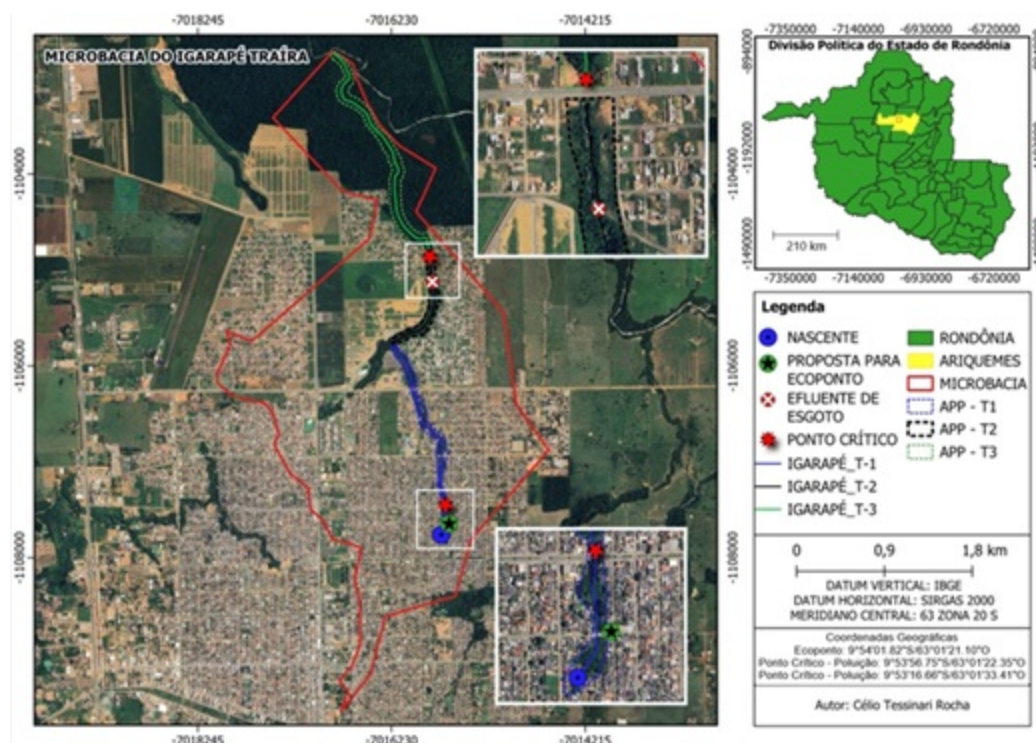 -7018245
-7016230
-7014215
MICROBACIA DO IGARAPÉ TRAÍRA
-1104000
-1106000
-1108000
-1104000
-1106000
-1108000
-7018245
-7016230
-7014215
-7350000 -7140000 -6930000 -6720000
Divisão Política do Estado de Rondônia
-894000
-1192000
-1490000
210 km
-7350000 -7140000 -6930000 -6720000
Legenda
NASCENTE
PROPOSTA PARA
ECOPONTO
EFLUENTE DE
ESGOTO
PONTO CRÍTICO
IGARAPÉ_T-1
IGARAPÉ_T-2
IGARAPÉ_T-3
RONDÔNIA
ARIQUEMES
MICROBACIA
APP - T1
APP - T2
APP - T3
0 0,9 1,8 km
DATUM VERTICAL: IBGE
DATUM HORIZONTAL: SIRGAS 2000
MERIDIANO CENTRAL: 63 ZONA 20 S
Coordenadas Geográficas
Ecoponto: 9°54'01.82"S/63°01'21.10"O
Ponto Crítico - Poluição: 9°53'56.75"S/63°01'22.35"O
Ponto Crítico - Poluição: 9°53'16.66"S/63°01'33.41"O
Autor: Célio Tessinari Rocha